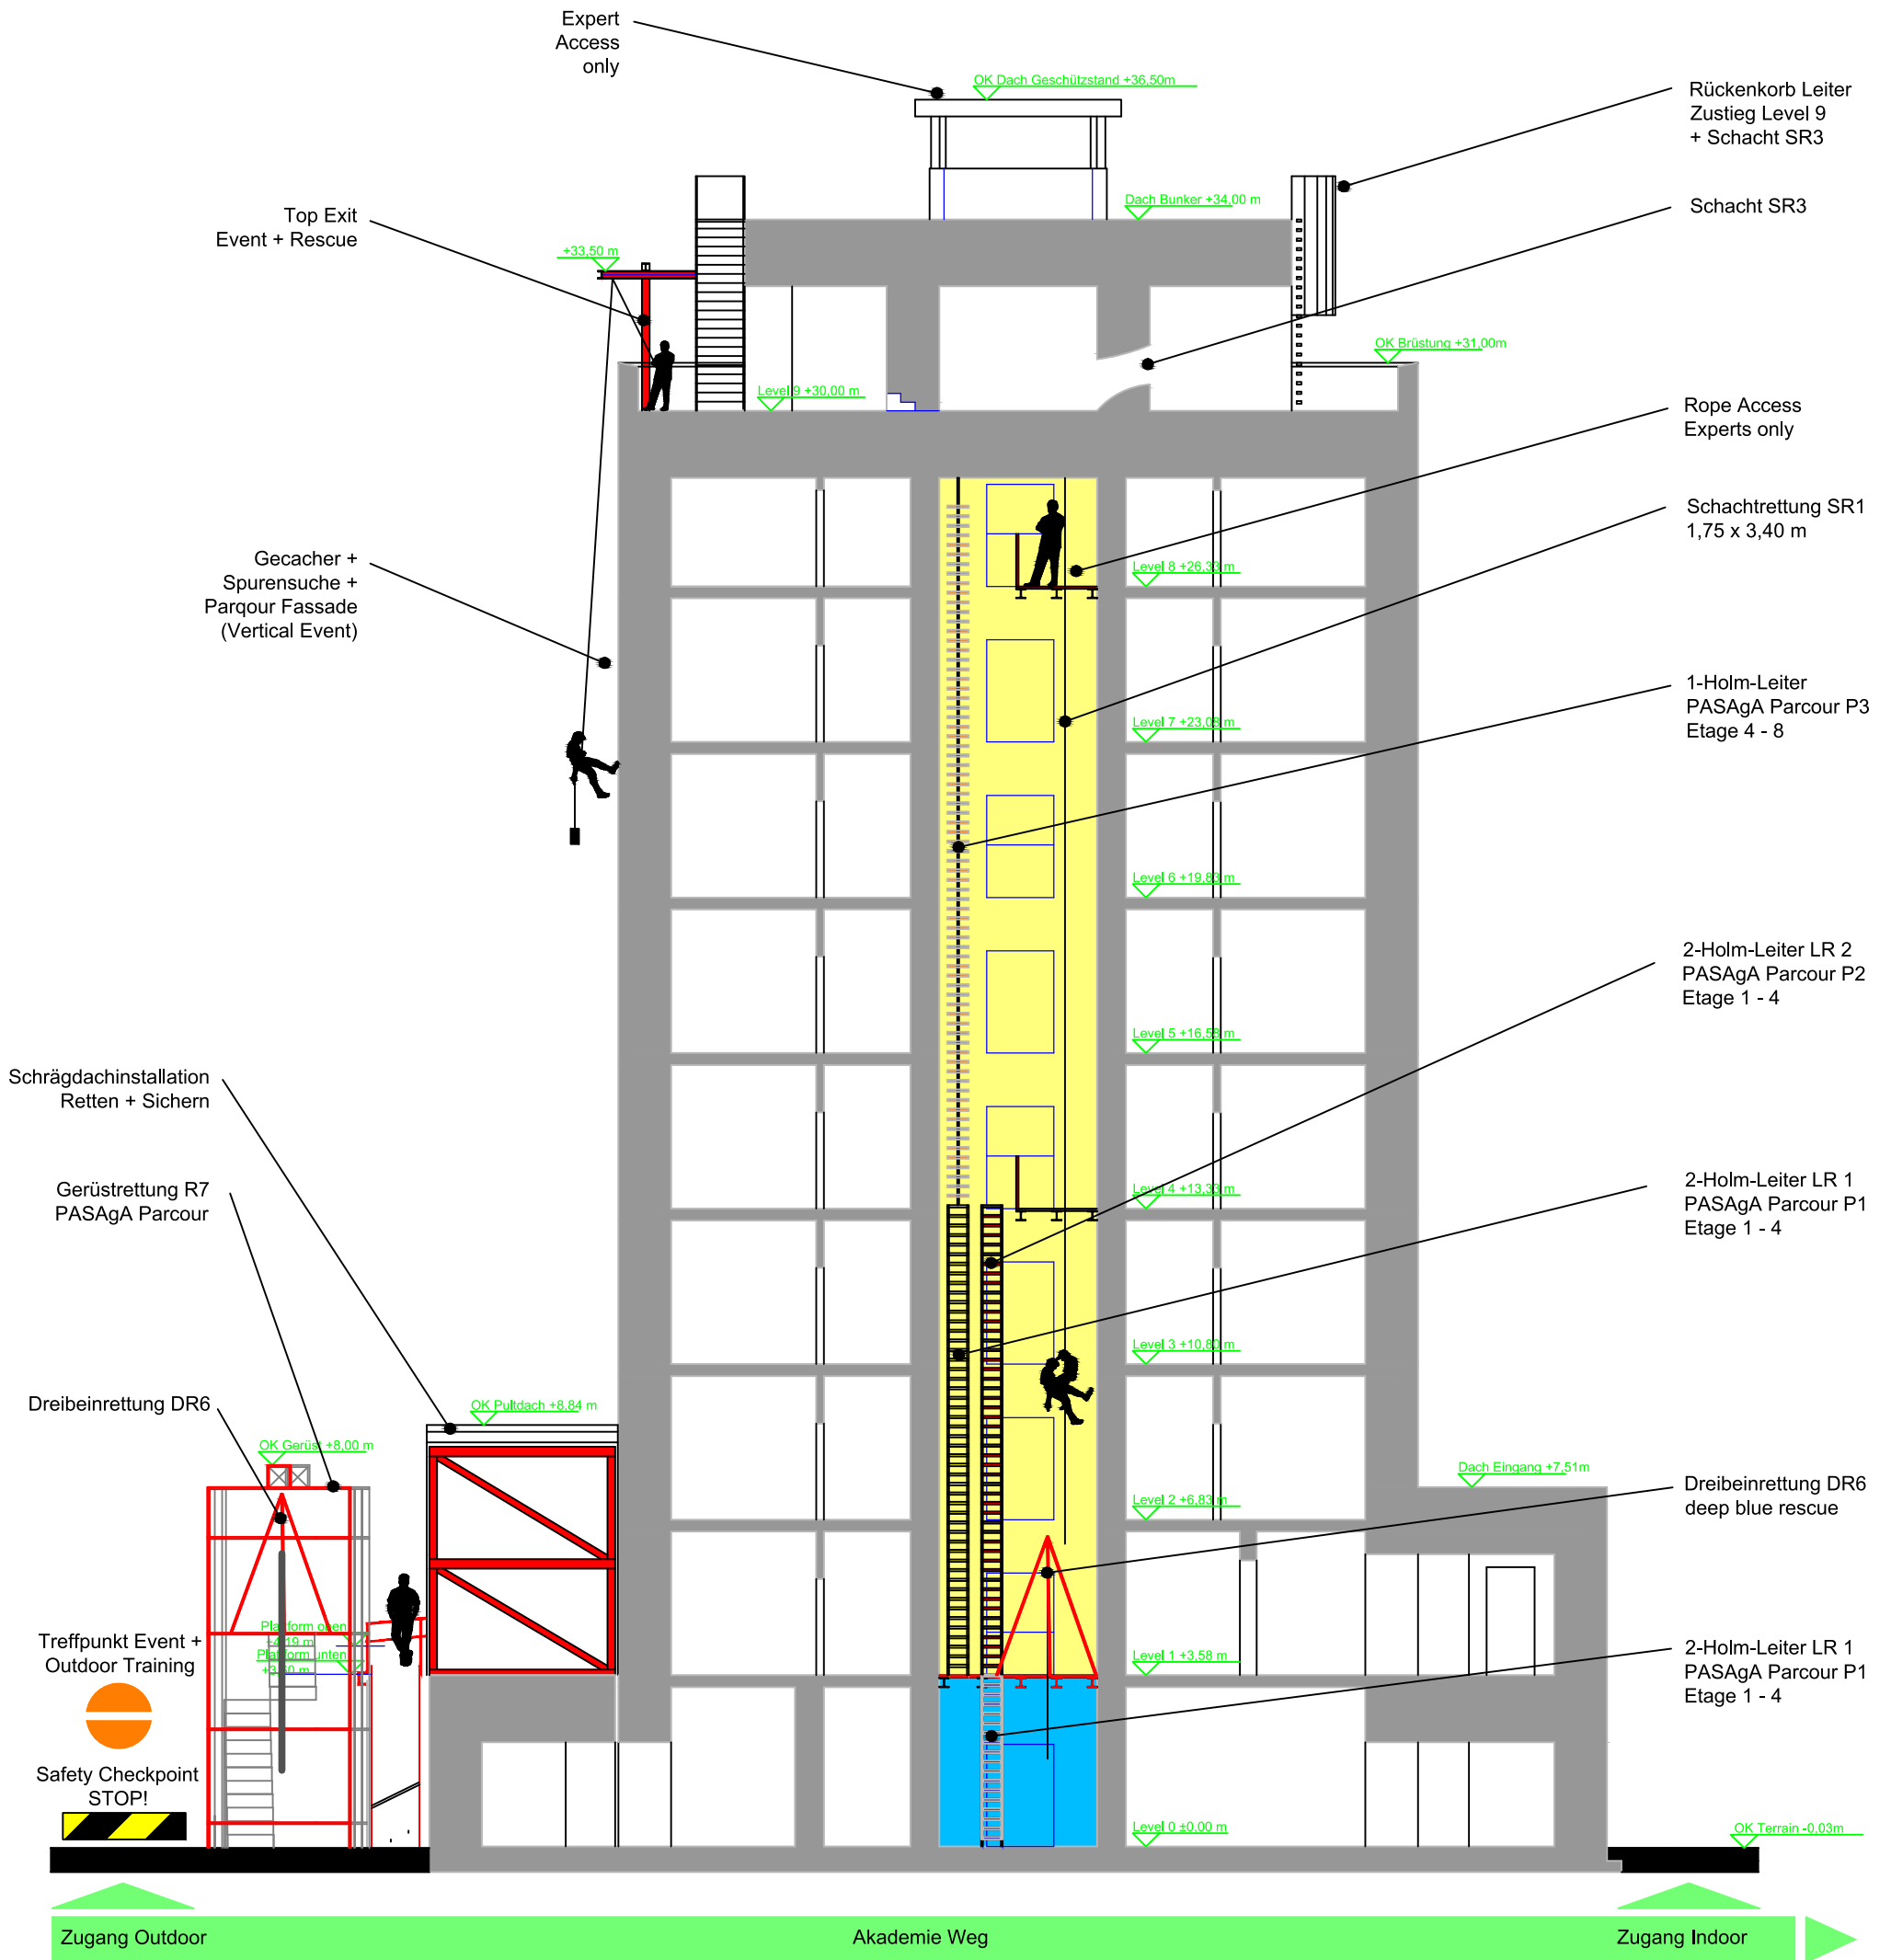 Expert
Access
only
OK Dach Geschützstand +36,50m
Rückenkorb Leiter
Zustieg Level 9
+ Schacht SR3
Dach Bunker +34,00 m
Schacht SR3
Top Exit
Event + Rescue
+33,50 m
OK Brüstung +31,00m
Level 9 +30,00 m
Rope Access
Experts only
Schachtrettung SR1
1,75 x 3,40 m
Gecacher +
Spurensuche +
Parqour Fassade
(Vertical Event)
Level 8 +26,33 m
1-Holm-Leiter
PASAgA Parcour P3
Etage 4 - 8
Level 7 +23,08 m
Level 6 +19,83 m
2-Holm-Leiter LR 2
PASAgA Parcour P2
Etage 1 - 4
Level 5 +16,58 m
Schrägdachinstallation
Retten + Sichern
Gerüstrettung R7
PASAgA Parcour
Level 4 +13,33 m
2-Holm-Leiter LR 1
PASAgA Parcour P1
Etage 1 - 4
Level 3 +10,80 m
Dreibeinrettung DR6
OK Pultdach +8,84 m
OK Gerüst +8,00 m
Dach Eingang +7,51m
Dreibeinrettung DR6
deep blue rescue
Level 2 +6,83 m
Platform oben
+4,19 m
Platform unten
+3,60 m
Treffpunkt Event +
Outdoor Training
Level 1 +3,58 m
2-Holm-Leiter LR 1
PASAgA Parcour P1
Etage 1 - 4
Safety Checkpoint
STOP!
Level 0 ±0,00 m
OK Terrain -0,03m
Zugang Outdoor
Akademie Weg
Zugang Indoor